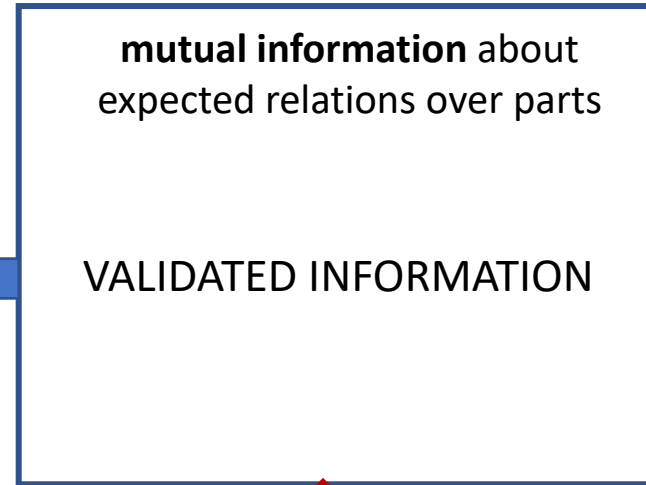 mutual information about
expected relations over parts
VALIDATED INFORMATION